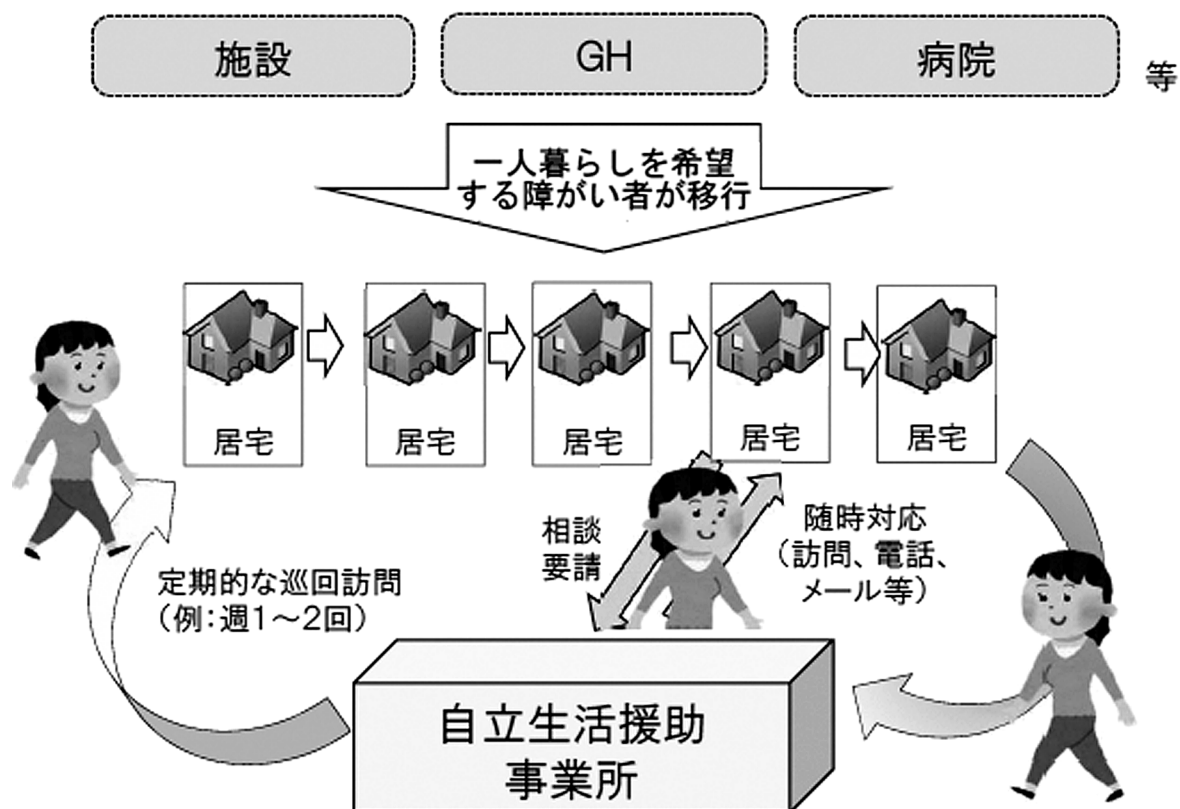 施設
GH
病院
等
一人暮らしを希望
する障がい者が移行
居宅
居宅
居宅
居宅
居宅
相談
要請
随時対応
（訪問、電話、
メール等）
定期的な巡回訪問
（例：週1～2回）
自立生活援助
事業所